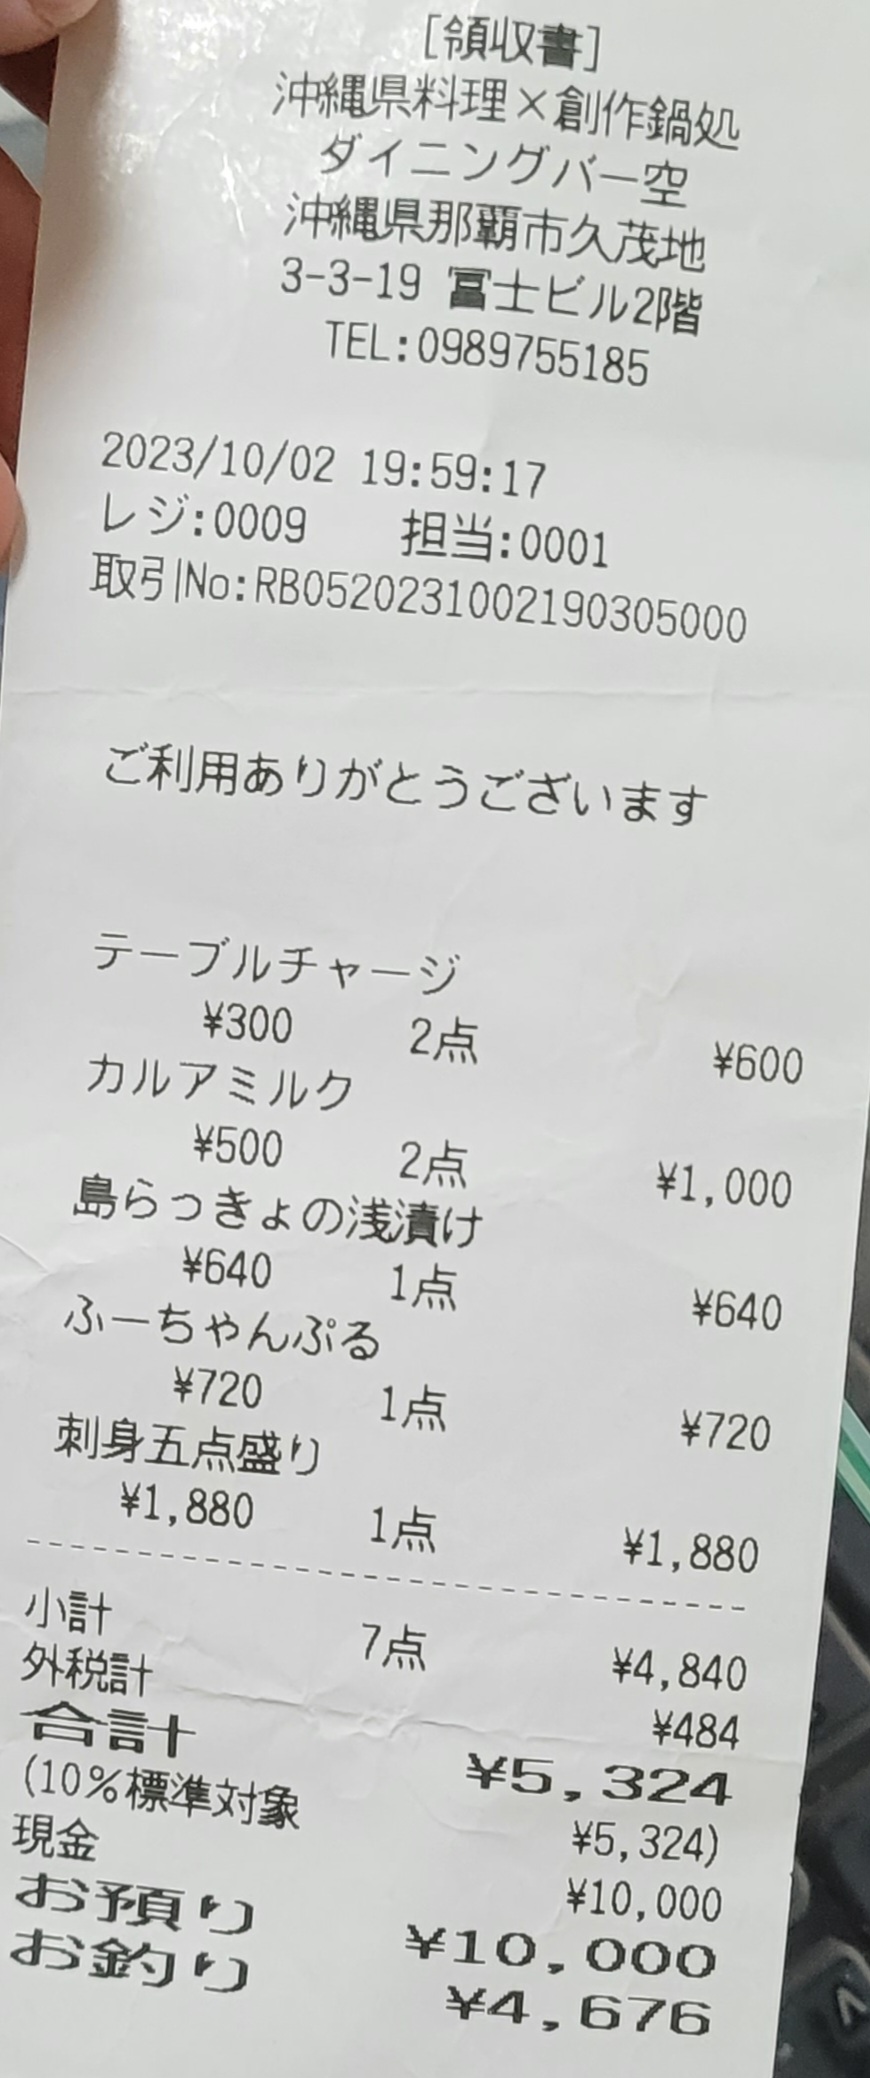 [領収書]
沖縄県料理×創作鍋処
ダイニングバー空
沖縄県那覇市久茂地
3-3-19 冨士ビル2階
TEL:0989755185
2023/10/02 19:59:17
レジ:0009 担当:0001
取引No:RB0520231002190305000
ご利用ありがとうございます
テーブルチャージ
¥300 2点 ¥600
カルアミルク
¥500 2点 ¥1,000
島らっきょの浅漬け
¥640 1点 ¥640
ふーちゃんぷる
¥720 1点 ¥720
刺身五点盛り
¥1,880 1点 ¥1,880
小計 7点 ¥4,840
外税計 ¥484
合計 ¥5,324
(10%標準対象 ¥5,324)
現金 ¥10,000
お預り ¥10,000
お釣り ¥4,676